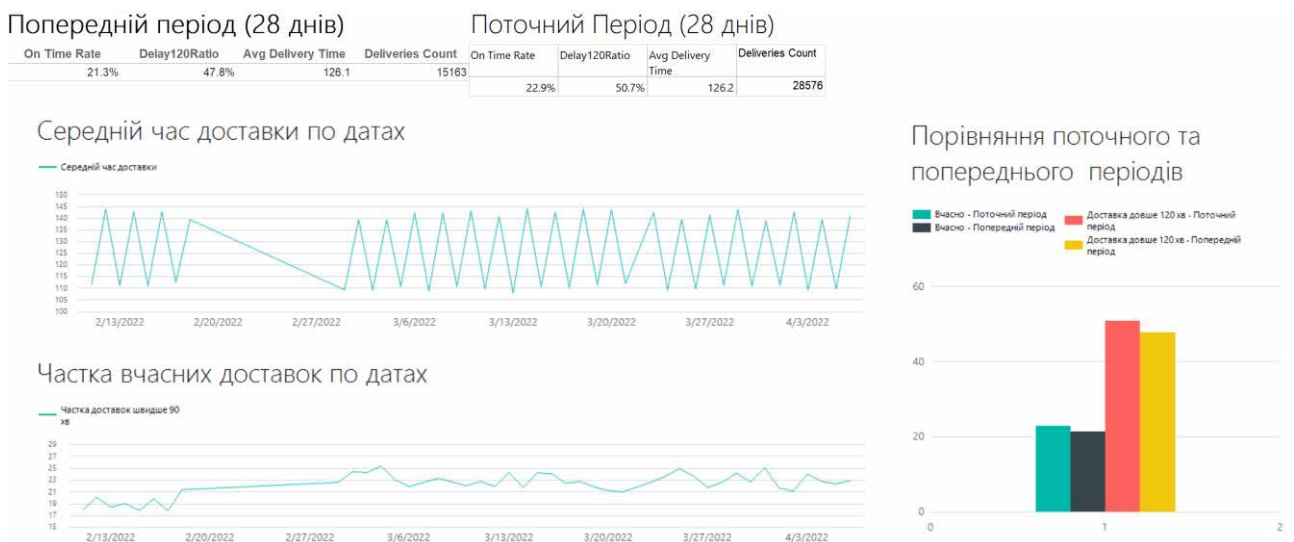 Попередній період (28 днів)
On Time Rate Delay120Ratio Avg Delivery Time Deliveries Count
21.3% 47.8% 126.1 15163
Поточний Період (28 днів)
On Time Rate Delay120Ratio Avg Delivery Deliveries Count
Time
22.9% 50.7% 126.2 28576
Середній час доставки по датах
Середній час доставки
150
145
140
135
130
125
120
115
110
105
100
2/13/2022 2/20/2022 2/27/2022 3/6/2022 3/13/2022 3/20/2022 3/27/2022 4/3/2022
Частка вчасних доставок по датах
Частка доставок швидше 90
хв
29
27
25
23
21
19
17
15
2/13/2022 2/20/2022 2/27/2022 3/6/2022 3/13/2022 3/20/2022 3/27/2022 4/3/2022
Порівняння поточного та
попереднього періодів
Вчасно - Поточний період
Вчасно - Попередній період
Доставка довше 120 хв - Поточний
період
Доставка довше 120 хв - Попередній
період
60
40
20
0
0 1 2